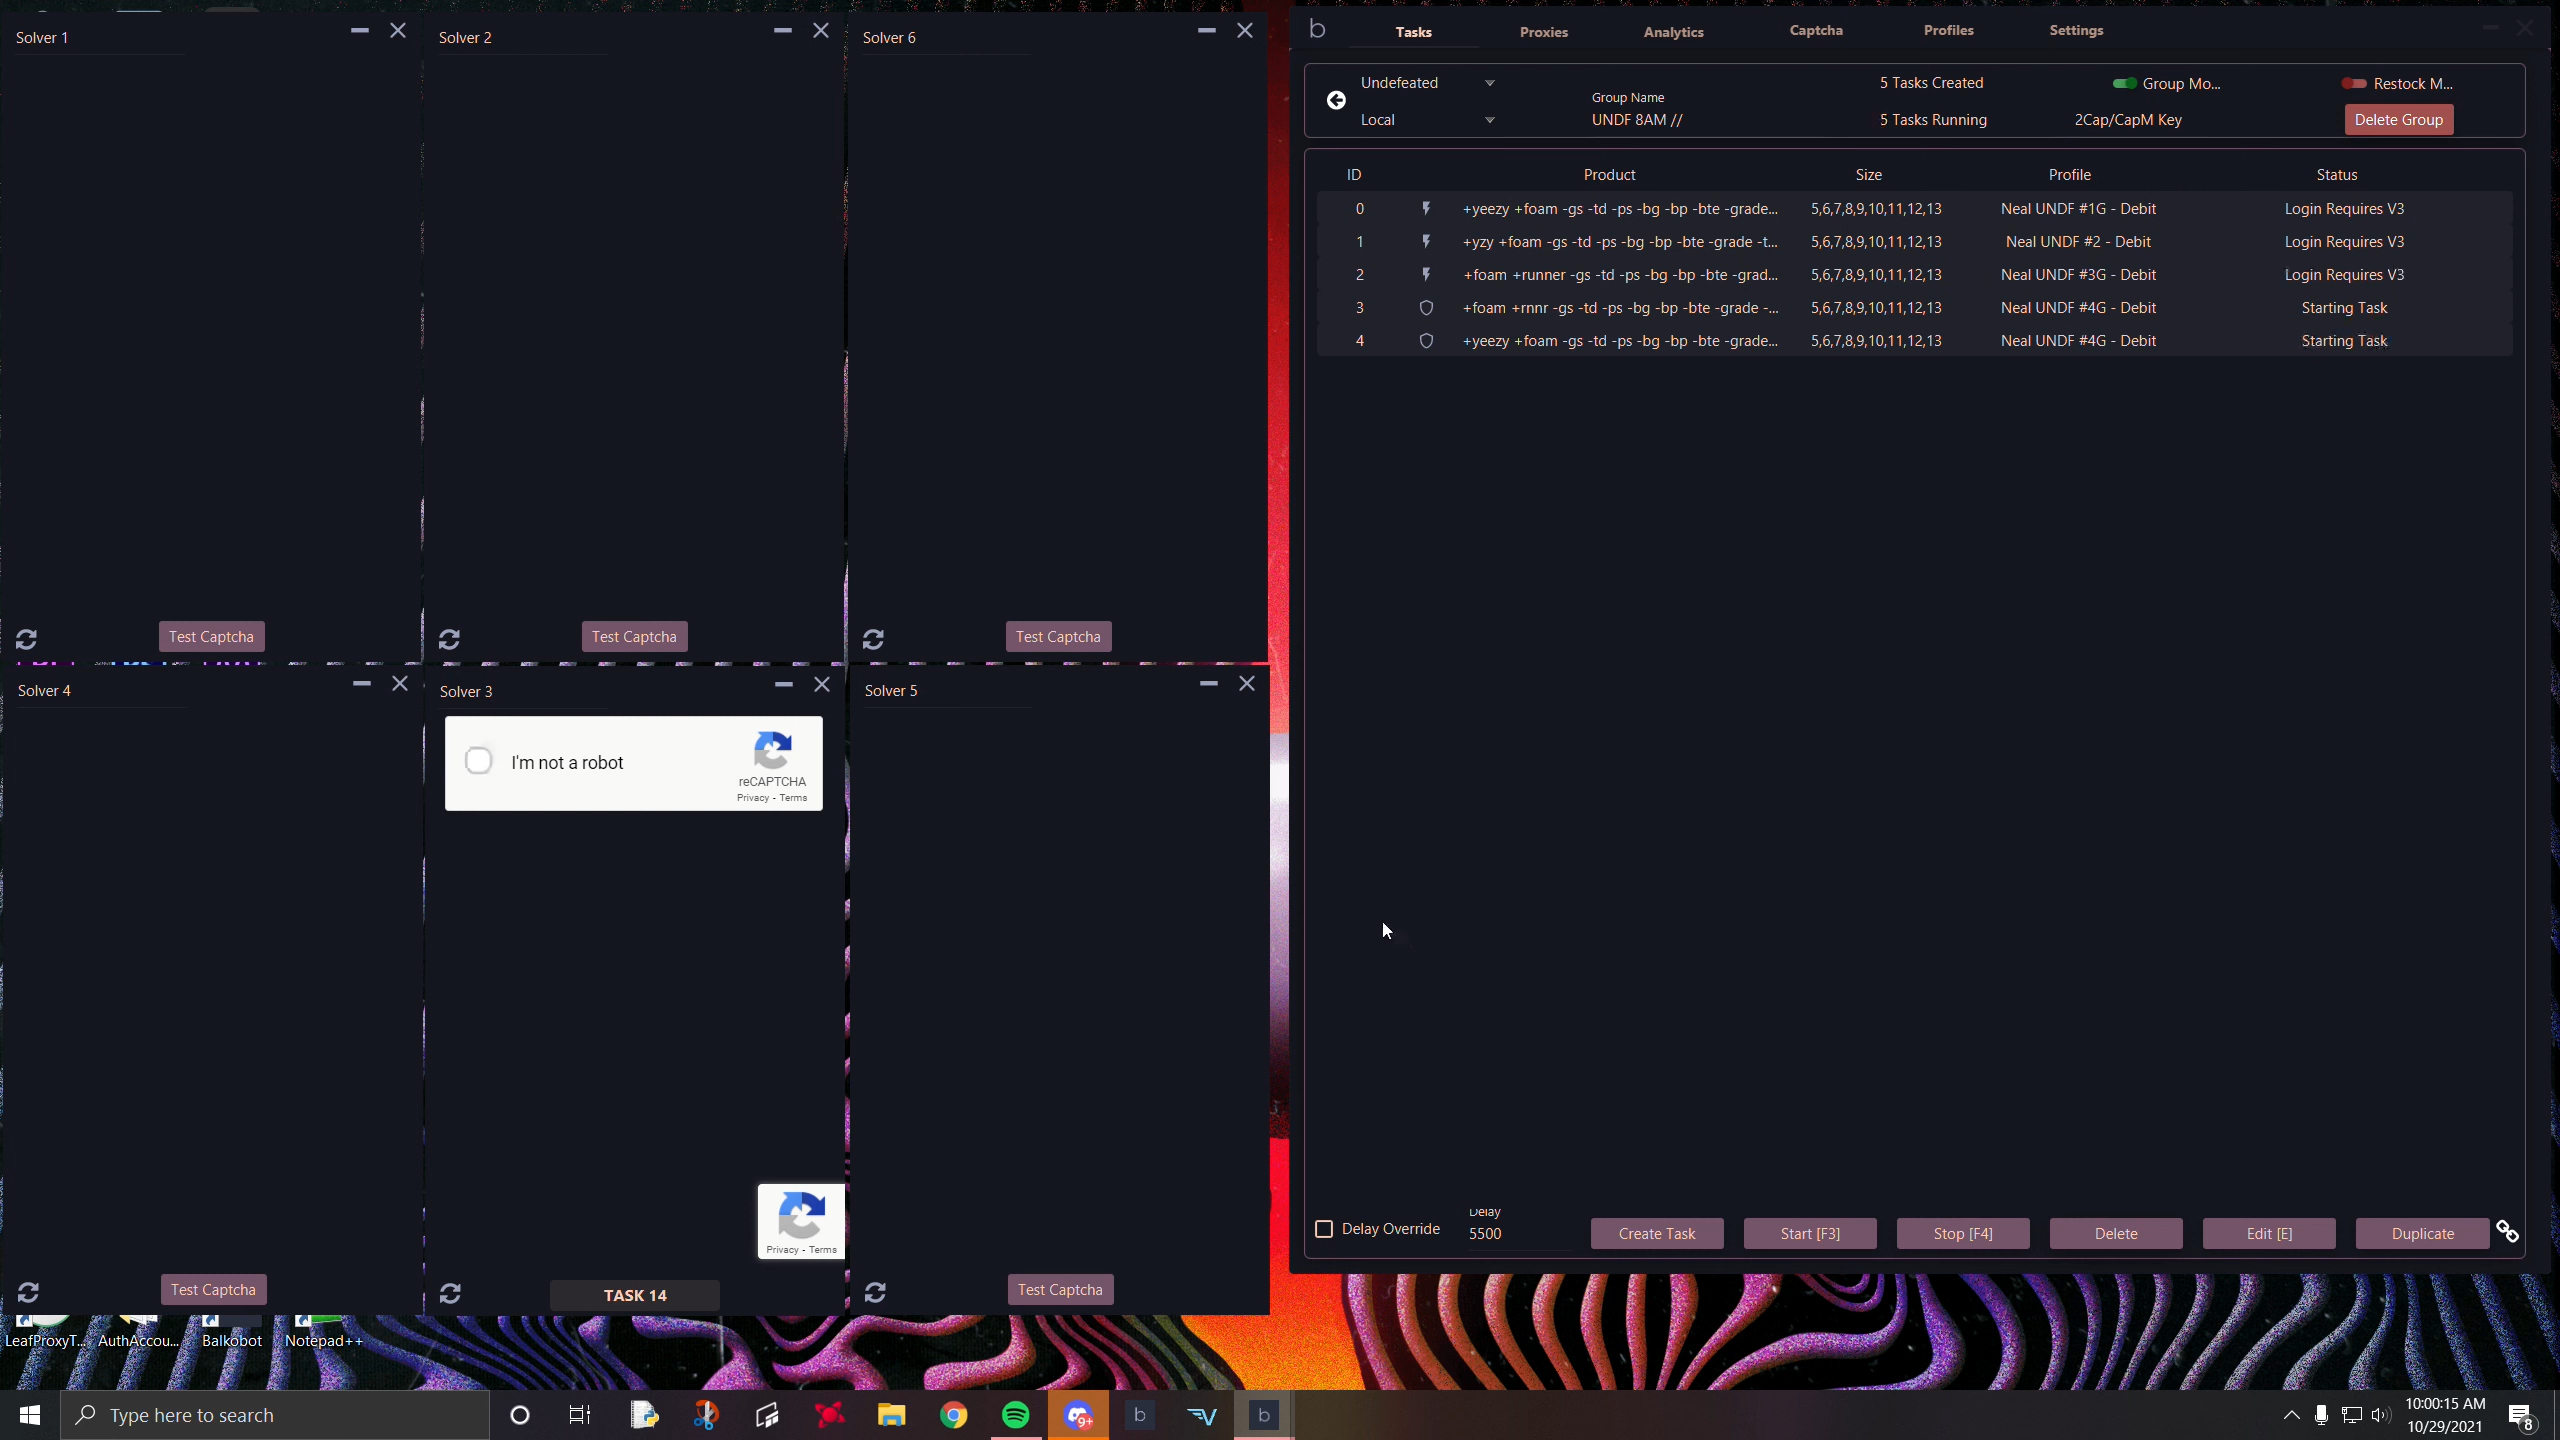 Solver 1
Test Captcha
Solver 2
Test Captcha
Solver 6
Test Captcha
Solver 4
Test Captcha
Solver 3
I'm not a robot
reCAPTCHA
Privacy - Terms
Privacy - Terms
TASK 14
Solver 5
Test Captcha
b
Tasks
Proxies
Analytics
Captcha
Profiles
Settings
Undefeated
Local
Group Name
UNDF 8AM //
5 Tasks Created
5 Tasks Running
Group Mo...
2Cap/CapM Key
Restock M...
Delete Group
ID Product Size Profile Status
0 +yeezy +foam -gs -td -ps -bg -bp -bte -grade... 5,6,7,8,9,10,11,12,13 Neal UNDF #1G - Debit Login Requires V3
1 +yzy +foam -gs -td -ps -bg -bp -bte -grade -t... 5,6,7,8,9,10,11,12,13 Neal UNDF #2 - Debit Login Requires V3
2 +foam +runner -gs -td -ps -bg -bp -bte -grad... 5,6,7,8,9,10,11,12,13 Neal UNDF #3G - Debit Login Requires V3
3 +foam +rnnr -gs -td -ps -bg -bp -bte -grade -... 5,6,7,8,9,10,11,12,13 Neal UNDF #4G - Debit Starting Task
4 +yeezy +foam -gs -td -ps -bg -bp -bte -grade... 5,6,7,8,9,10,11,12,13 Neal UNDF #4G - Debit Starting Task
Delay Override
Delay
5500
Create Task
Start [F3]
Stop [F4]
Delete
Edit [E]
Duplicate
LeafProxyT... AuthAccou... Balkobot Notepad++
Type here to search
9+
b
b
10:00:15 AM
10/29/2021
8